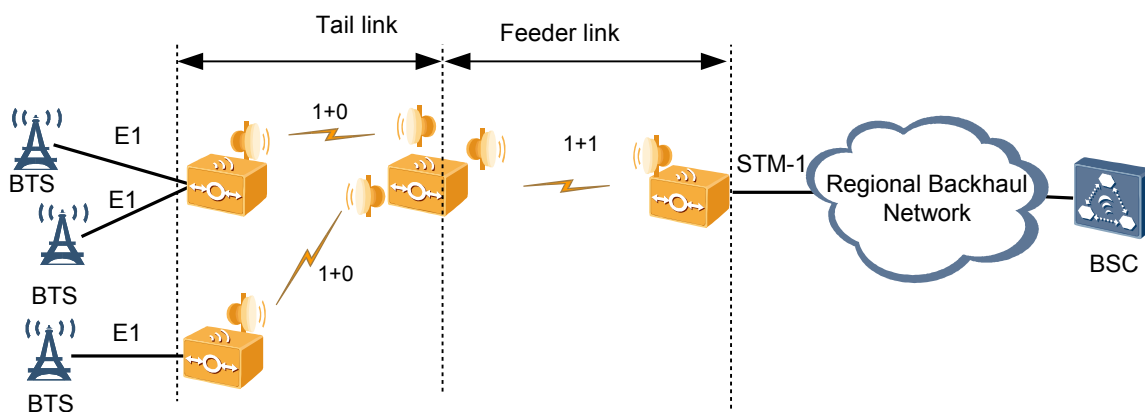 Tail link
Feeder link
1+0
1+1
E1
BTS
E1
STM-1
Regional Backhaul
Network
BTS
1+0
BSC
E1
BTS